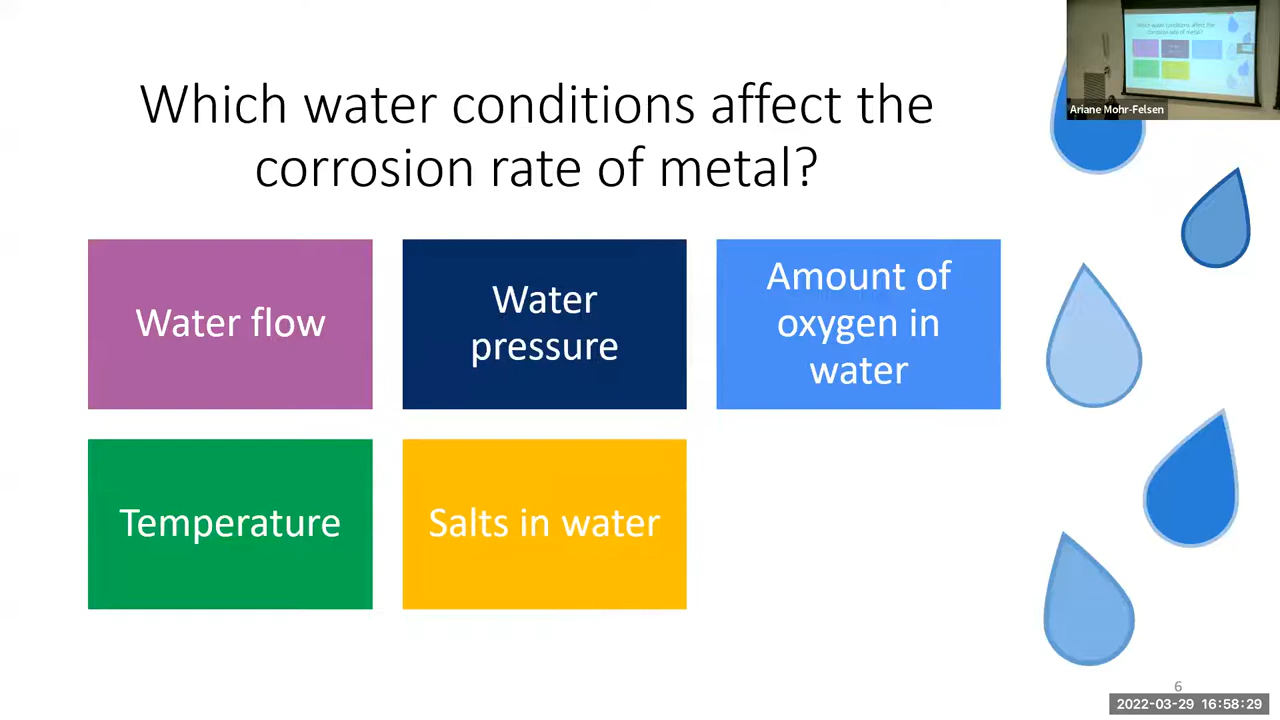 Which water conditions affect the
corrosion rate of metal?
Water flow
Water
pressure
Amount of
oxygen in
water
Temperature
Salts in water
Ariane Mohr-Felsen
6
2022-03-29 16:58:29